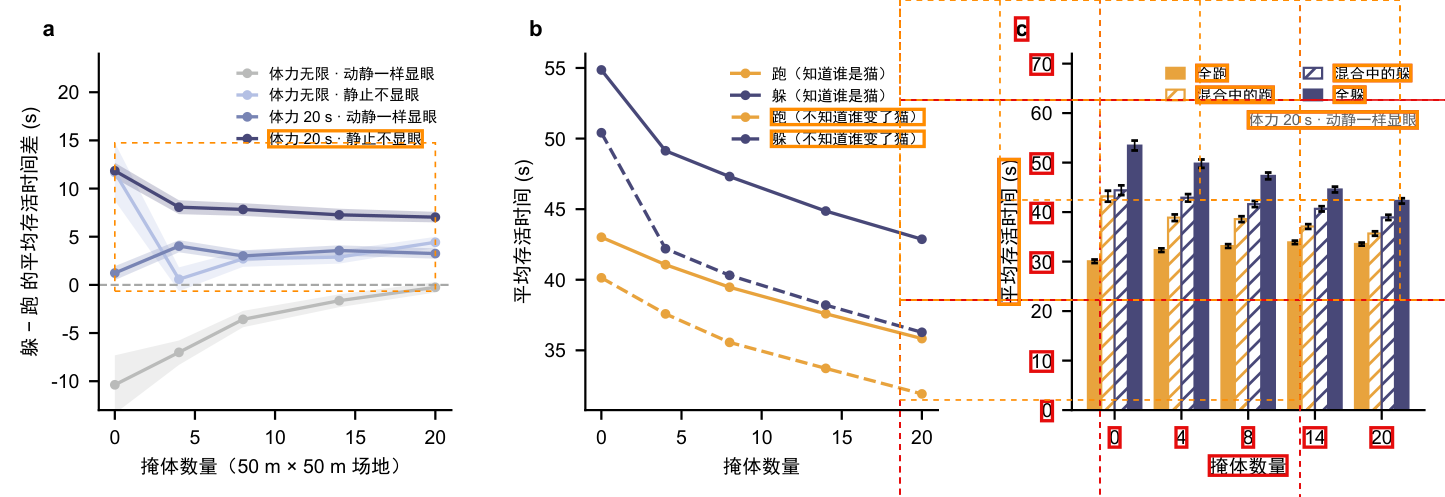 a
体力无限 · 动静一样显眼
体力无限 · 静止不显眼
体力 20 s · 动静一样显眼
体力 20 s · 静止不显眼
躲 − 跑 的平均存活时间差 (s)
20
15
10
5
0
-5
-10
0 5 10 15 20
掩体数量（50 m × 50 m 场地）
b
跑（知道谁是猫）
躲（知道谁是猫）
跑（不知道谁变了猫）
躲（不知道谁变了猫）
平均存活时间 (s)
55
50
45
40
35
0 5 10 15 20
掩体数量
c
全跑
混合中的跑
混合中的躲
全躲
体力 20 s · 动静一样显眼
平均存活时间 (s)
70
60
50
40
30
20
10
0
0 4 8 14 20
掩体数量